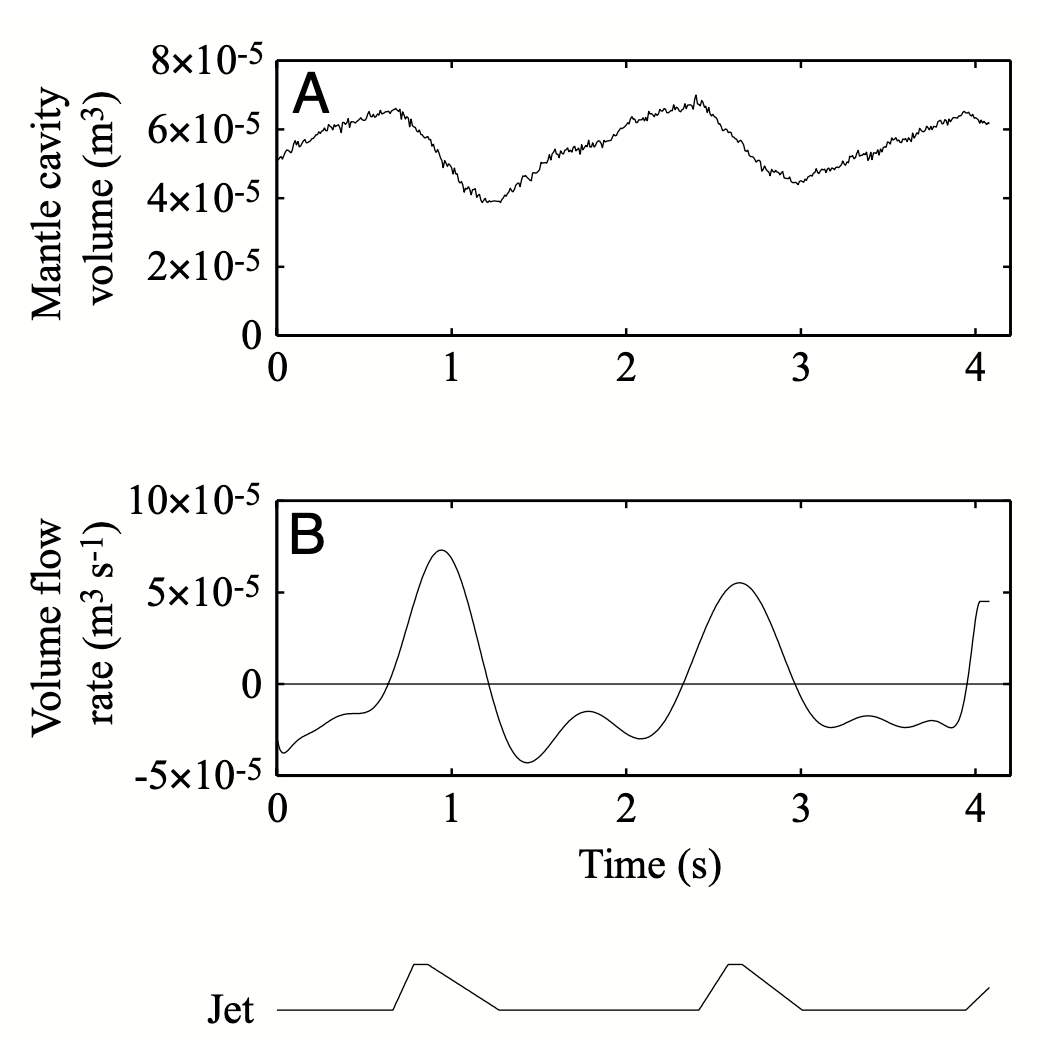 A
Mantle cavity
volume (m³)
8×10⁻⁵
6×10⁻⁵
4×10⁻⁵
2×10⁻⁵
0
0 1 2 3 4
B
Volume flow
rate (m³ s⁻¹)
10×10⁻⁵
5×10⁻⁵
0
-5×10⁻⁵
0 1 2 3 4
Time (s)
Jet